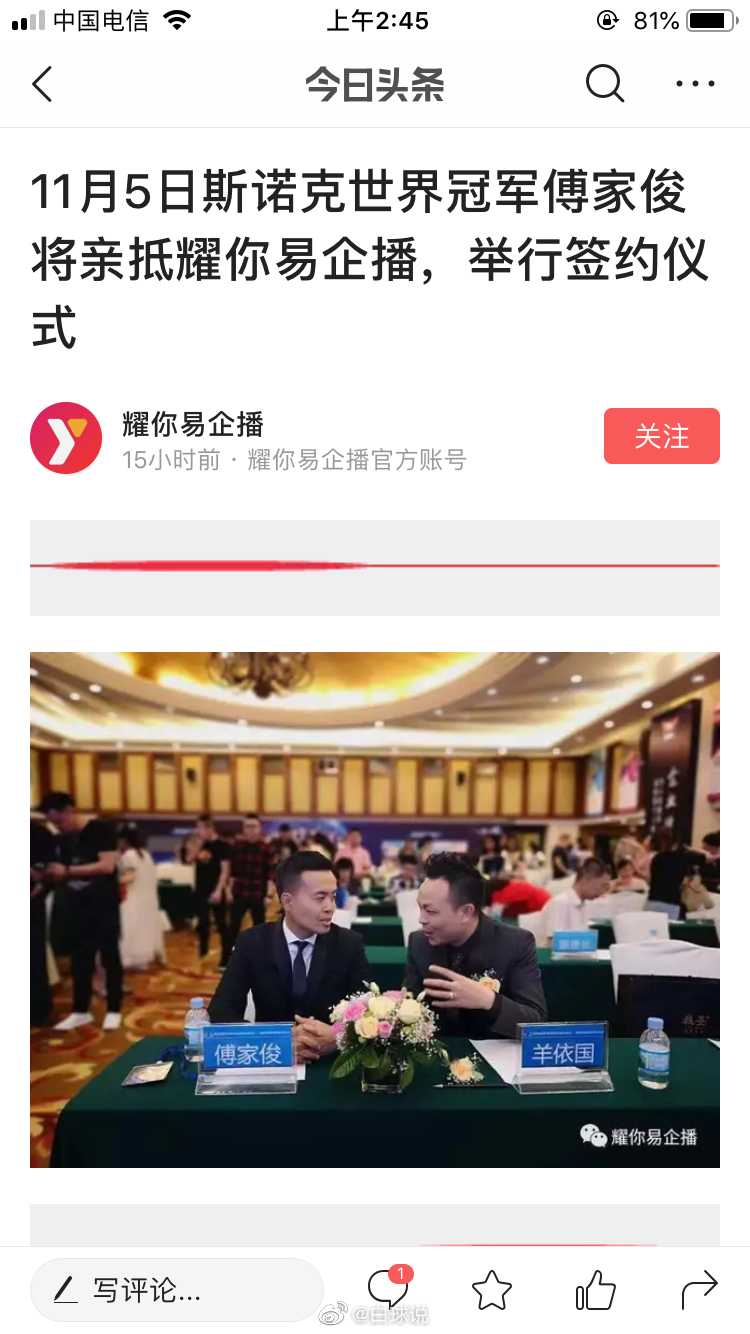 中国电信
上午2:45
81%
今日头条
11月5日斯诺克世界冠军傅家俊
将亲抵耀你易企播，举行签约仪
式
耀你易企播
15小时前 · 耀你易企播官方账号
关注
傅家俊
羊依国
耀你易企播
写评论...
1
@白球说